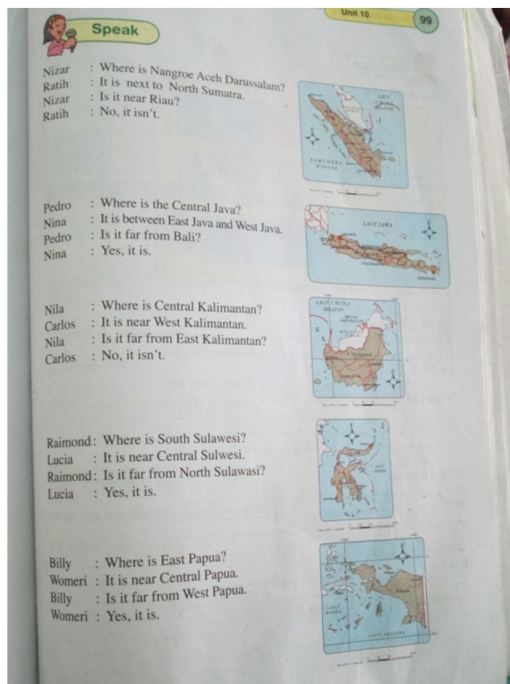 Unit 10
99
Speak
Nizar : Where is Nangroe Aceh Darussalam?
Ratih : It is next to North Sumatra.
Nizar : Is it near Riau?
Ratih : No, it isn't.
Pedro : Where is the Central Java?
Nina : It is between East Java and West Java.
Pedro : Is it far from Bali?
Nina : Yes, it is.
LAUT JAWA
Nila : Where is Central Kalimantan?
Carlos : It is near West Kalimantan.
Nila : Is it far from East Kalimantan?
Carlos : No, it isn't.
Raimond : Where is South Sulawesi?
Lucia : It is near Central Sulwesi.
Raimond : Is it far from North Sulawasi?
Lucia : Yes, it is.
Billy : Where is East Papua?
Womeri : It is near Central Papua.
Billy : Is it far from West Papua.
Womeri : Yes, it is.
LAUT ARAFURA